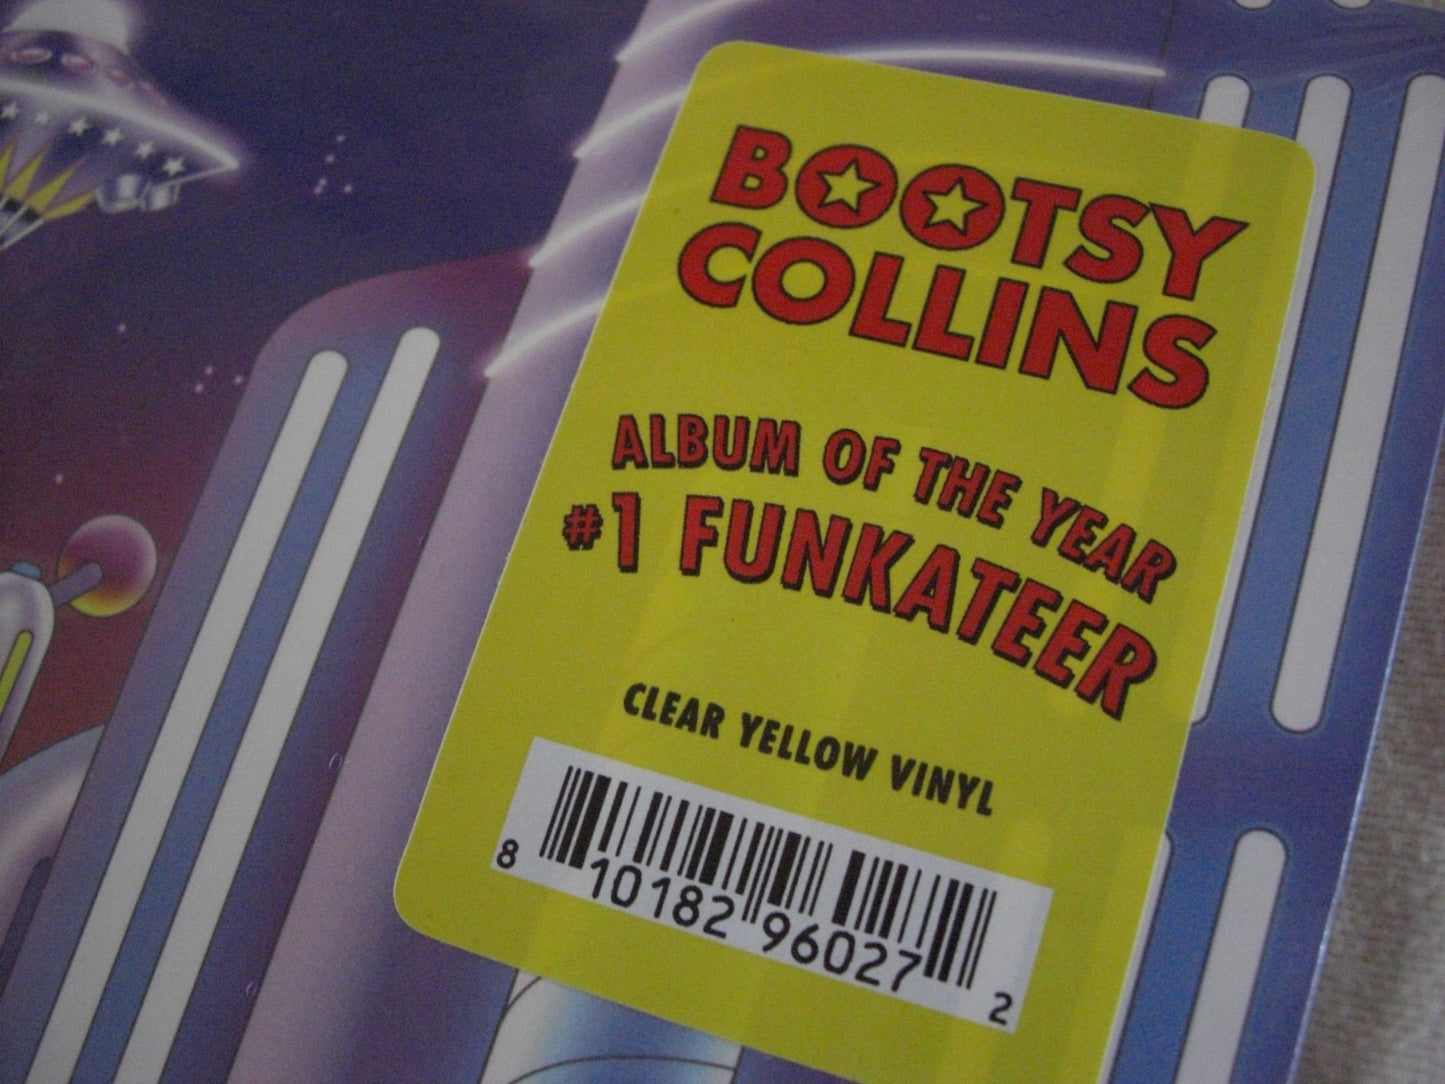 BOOTSY
COLLINS
ALBUM OF THE YEAR
#1 FUNKATEER
CLEAR YELLOW VINYL
8 10182 96027 2